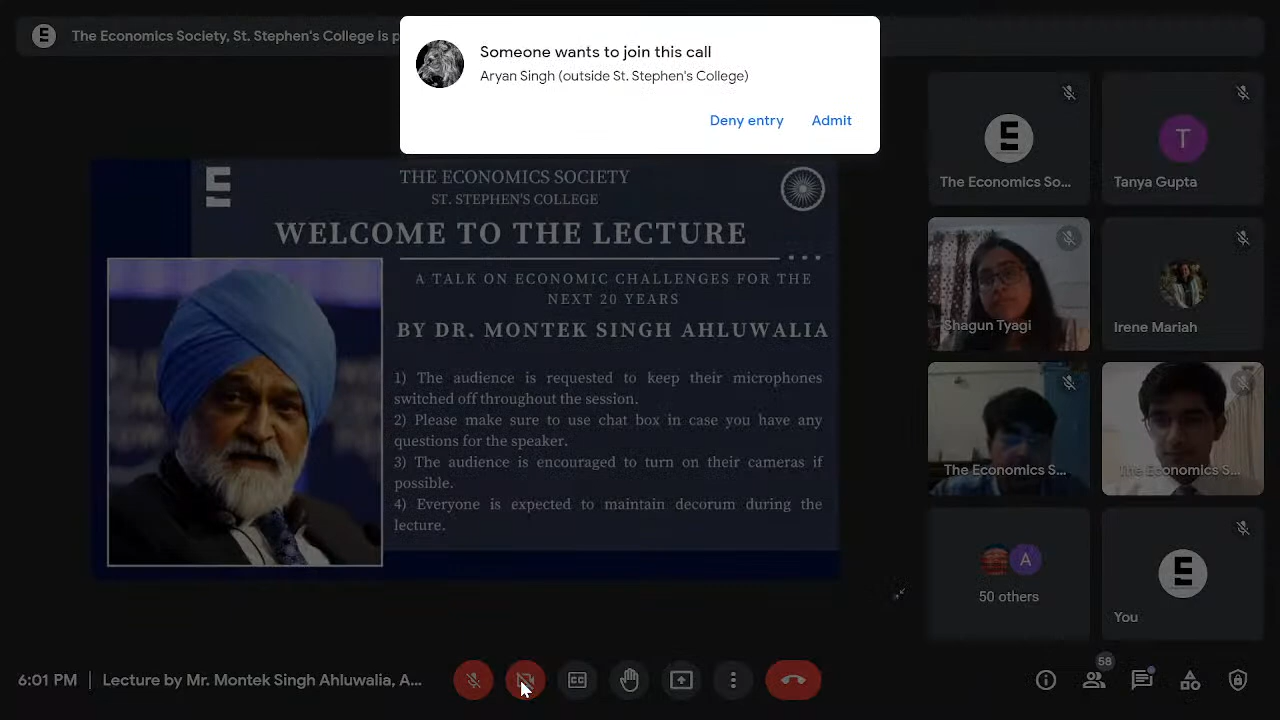 The Economics Society, St. Stephen's College is p
Someone wants to join this call
Aryan Singh (outside St. Stephen's College)
Deny entry
Admit
THE ECONOMICS SOCIETY
ST. STEPHEN'S COLLEGE
WELCOME TO THE LECTURE
A TALK ON ECONOMIC CHALLENGES FOR THE
NEXT 20 YEARS
BY DR. MONTEK SINGH AHLUWALIA
1) The audience is requested to keep their microphones
switched off throughout the session.
2) Please make sure to use chat box in case you have any
questions for the speaker.
3) The audience is encouraged to turn on their cameras if
possible.
4) Everyone is expected to maintain decorum during the
lecture.
The Economics So...
T
Tanya Gupta
Shagun Tyagi
Irene Mariah
The Economics S...
The Economics S...
A
50 others
You
6:01 PM | Lecture by Mr. Montek Singh Ahluwalia, A...
CC
58